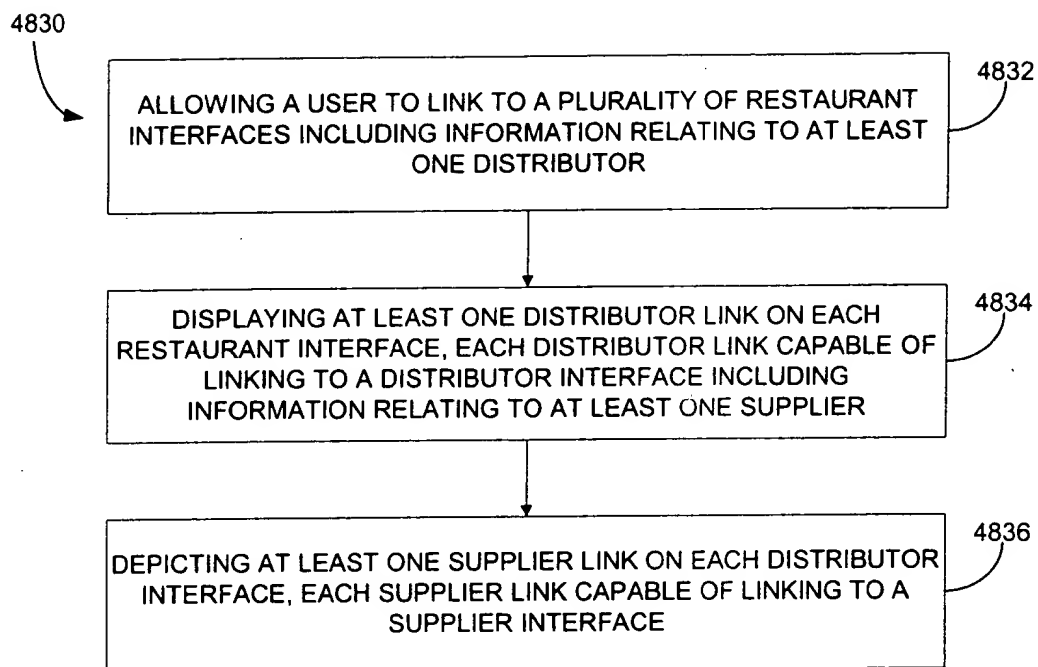 4830
4832
ALLOWING A USER TO LINK TO A PLURALITY OF RESTAURANT
INTERFACES INCLUDING INFORMATION RELATING TO AT LEAST
ONE DISTRIBUTOR
4834
DISPLAYING AT LEAST ONE DISTRIBUTOR LINK ON EACH
RESTAURANT INTERFACE, EACH DISTRIBUTOR LINK CAPABLE OF
LINKING TO A DISTRIBUTOR INTERFACE INCLUDING
INFORMATION RELATING TO AT LEAST ONE SUPPLIER
4836
DEPICTING AT LEAST ONE SUPPLIER LINK ON EACH DISTRIBUTOR
INTERFACE, EACH SUPPLIER LINK CAPABLE OF LINKING TO A
SUPPLIER INTERFACE